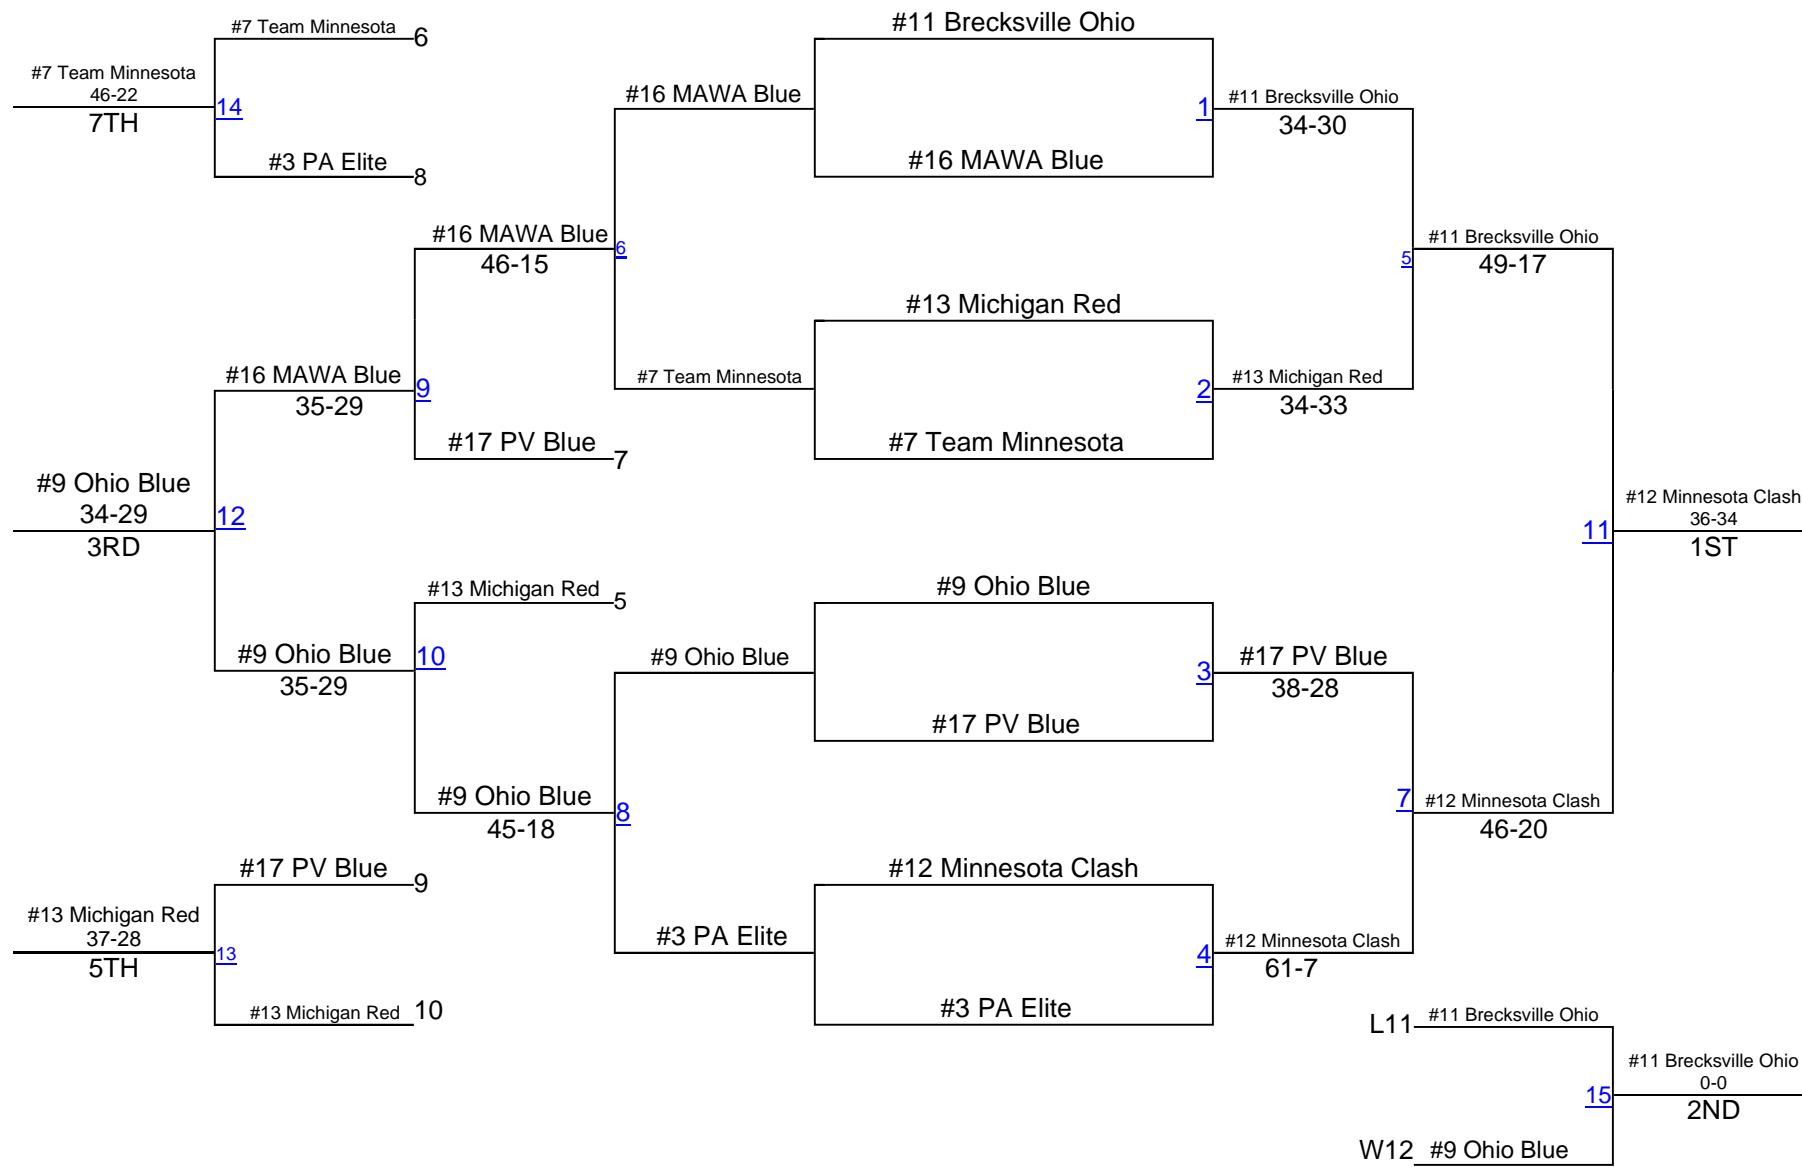 #7 Team Minnesota
6
#7 Team Minnesota
46-22
7TH
14
#3 PA Elite
8
#11 Brecksville Ohio
#16 MAWA Blue
1
#11 Brecksville Ohio
34-30
#16 MAWA Blue
#16 MAWA Blue
46-15
6
5
#11 Brecksville Ohio
49-17
#13 Michigan Red
#16 MAWA Blue
35-29
9
#7 Team Minnesota
2
#13 Michigan Red
34-33
#17 PV Blue
7
#7 Team Minnesota
#9 Ohio Blue
34-29
3RD
12
11
#12 Minnesota Clash
36-34
1ST
#13 Michigan Red
5
#9 Ohio Blue
#9 Ohio Blue
35-29
10
#9 Ohio Blue
3
#17 PV Blue
38-28
#17 PV Blue
#9 Ohio Blue
45-18
8
7
#12 Minnesota Clash
46-20
#17 PV Blue
9
#12 Minnesota Clash
#13 Michigan Red
37-28
5TH
13
#3 PA Elite
4
#12 Minnesota Clash
61-7
#13 Michigan Red
10
#3 PA Elite
L11
#11 Brecksville Ohio
15
#11 Brecksville Ohio
0-0
2ND
W12
#9 Ohio Blue